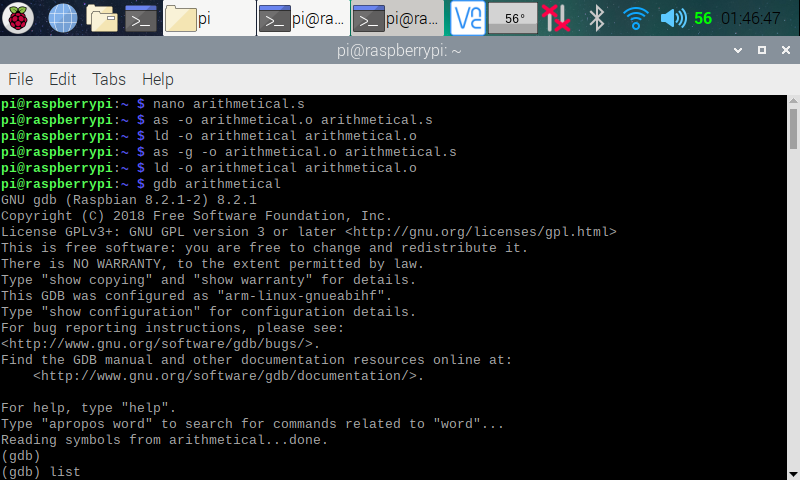 pi
pi@ra...
pi@ra...
56°
56
01:46:47
pi@raspberrypi: ~
File Edit Tabs Help
pi@raspberrypi:~ $ nano arithmetical.s
pi@raspberrypi:~ $ as -o arithmetical.o arithmetical.s
pi@raspberrypi:~ $ ld -o arithmetical arithmetical.o
pi@raspberrypi:~ $ as -g -o arithmetical.o arithmetical.s
pi@raspberrypi:~ $ ld -o arithmetical arithmetical.o
pi@raspberrypi:~ $ gdb arithmetical
GNU gdb (Raspbian 8.2.1-2) 8.2.1
Copyright (C) 2018 Free Software Foundation, Inc.
License GPLv3+: GNU GPL version 3 or later <http://gnu.org/licenses/gpl.html>
This is free software: you are free to change and redistribute it.
There is NO WARRANTY, to the extent permitted by law.
Type "show copying" and "show warranty" for details.
This GDB was configured as "arm-linux-gnueabihf".
Type "show configuration" for configuration details.
For bug reporting instructions, please see:
<http://www.gnu.org/software/gdb/bugs/>.
Find the GDB manual and other documentation resources online at:
    <http://www.gnu.org/software/gdb/documentation/>.
For help, type "help".
Type "apropos word" to search for commands related to "word"...
Reading symbols from arithmetical...done.
(gdb)
(gdb) list